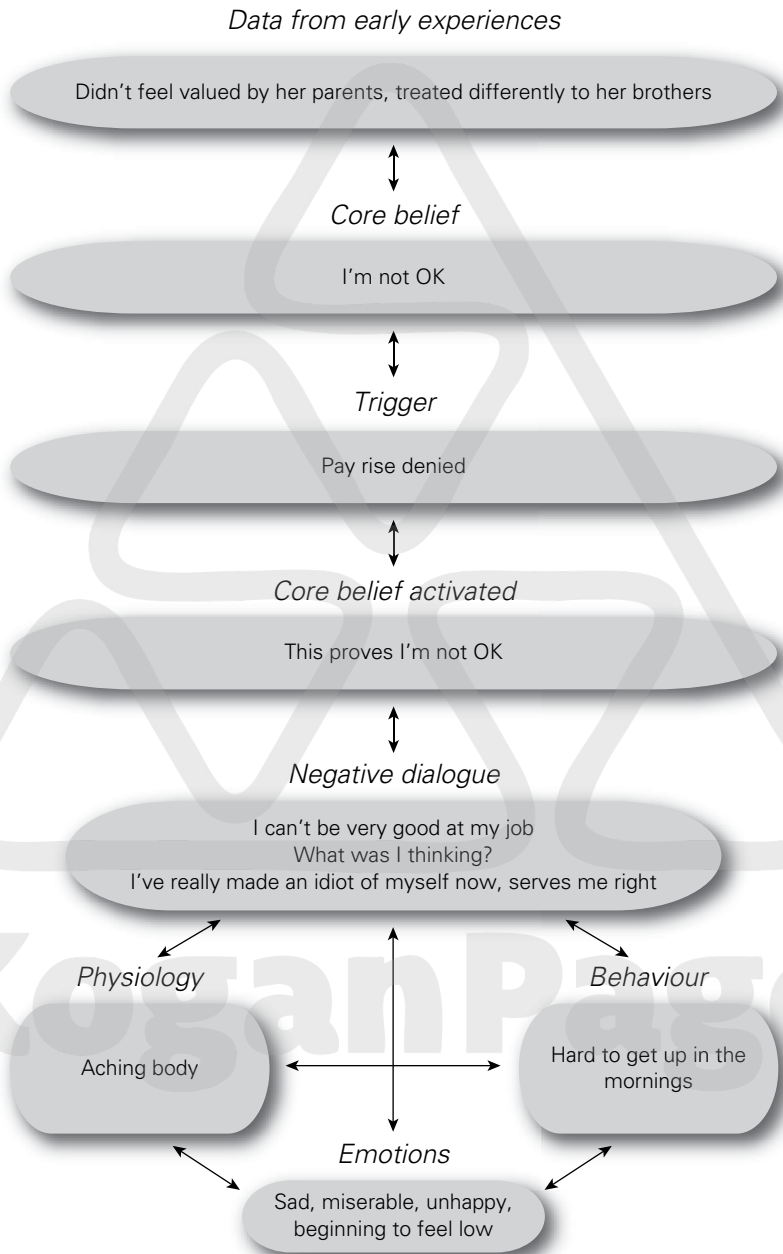 Data from early experiences
Didn't feel valued by her parents, treated differently to her brothers
Core belief
I'm not OK
Trigger
Pay rise denied
Core belief activated
This proves I'm not OK
Negative dialogue
I can't be very good at my job
What was I thinking?
I've really made an idiot of myself now, serves me right
Physiology
Behaviour
Aching body
Hard to get up in the
mornings
Emotions
Sad, miserable, unhappy,
beginning to feel low
KoganPage